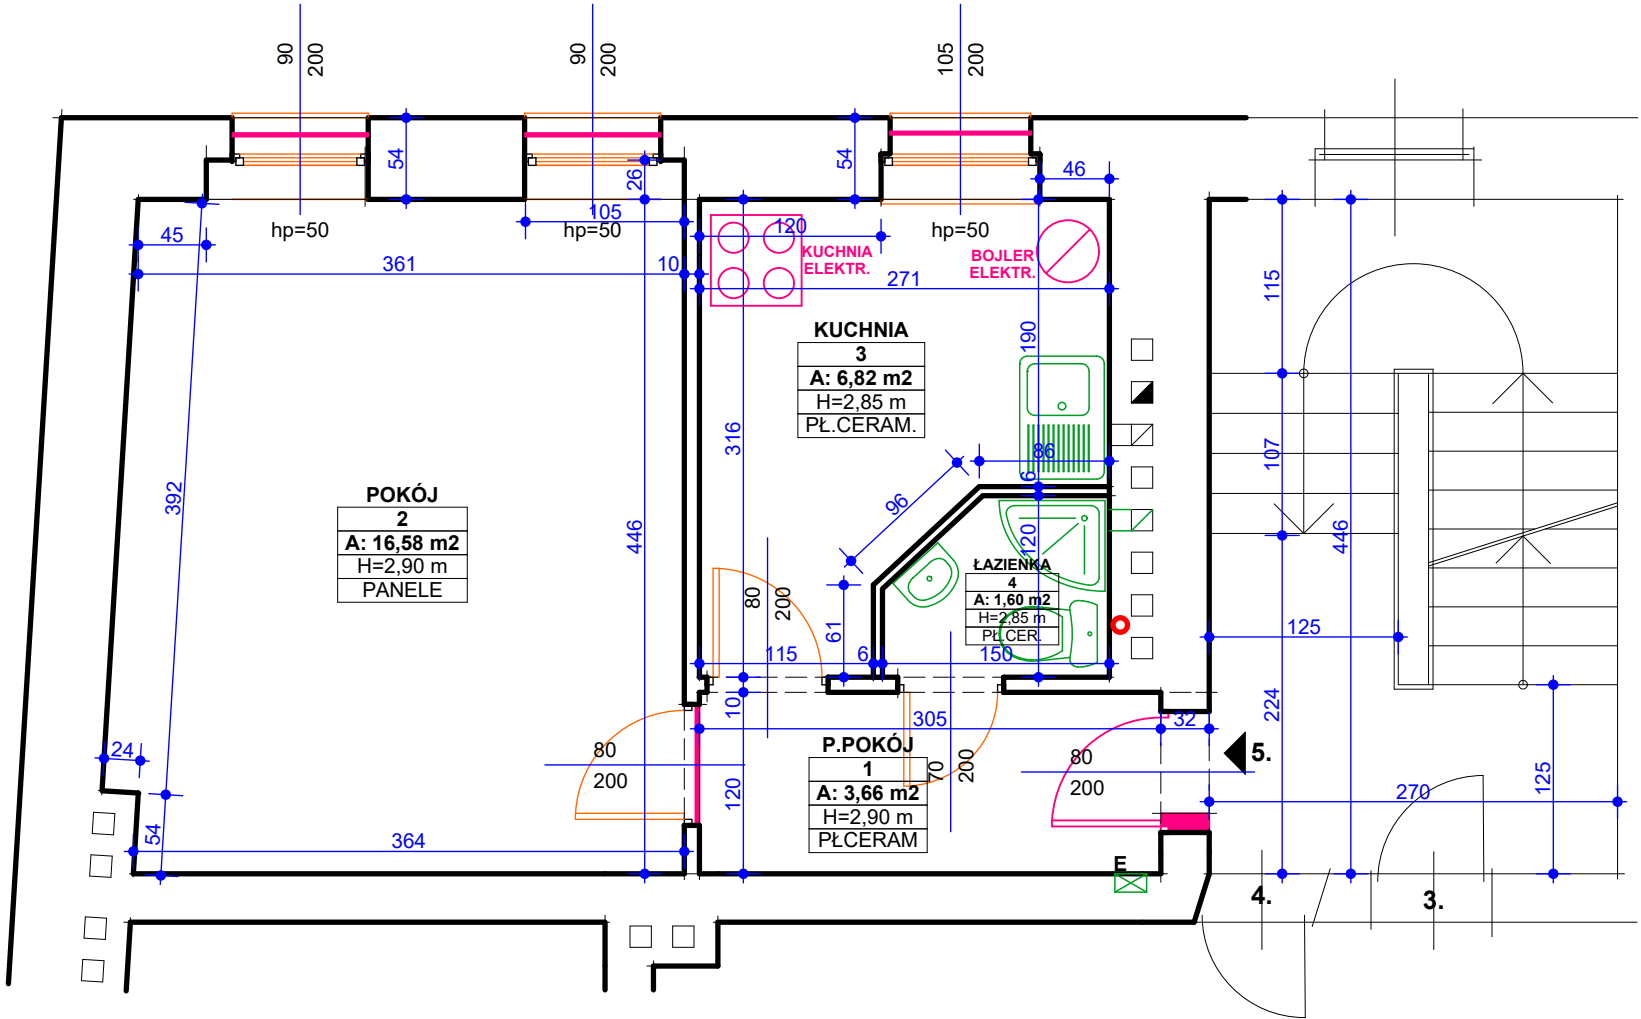 90
200
90
200
105
200
54
26
54
46
45
hp=50
105
hp=50
120
hp=50
361
10
KUCHNIA
ELEKTR.
BOJLER
ELEKTR.
271
115
190
KUCHNIA
3
A: 6,82 m2
H=2,85 m
PŁ.CERAM.
316
86
6
107
96
392
POKÓJ
2
A: 16,58 m2
H=2,90 m
PANELE
446
446
120
ŁAZIENKA
4
A: 1,60 m2
H=2,85 m
PŁ.CER.
80
200
61
125
115
6
150
10
305
32
224
24
80
200
P.POKÓJ
1
A: 3,66 m2
H=2,90 m
PŁCERAM
70
200
80
200
5.
120
270
125
54
364
E
4.
3.